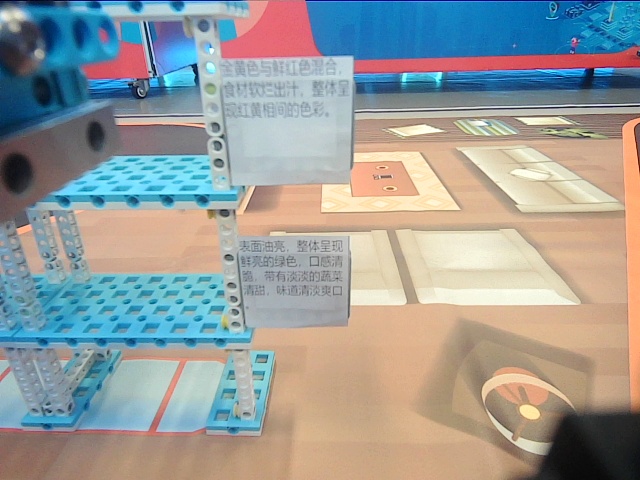 金黄色与鲜红色混合，
食材软烂出汁，整体呈
现红黄相间的色彩。
表面油亮，整体呈现
鲜亮的绿色，口感清
脆，带有淡淡的蔬菜
清甜，味道清淡爽口